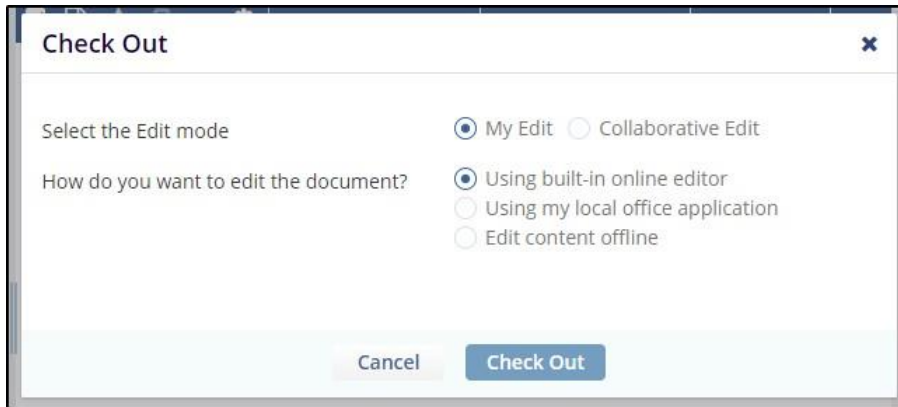 Check Out
Select the Edit mode My Edit Collaborative Edit
How do you want to edit the document? Using built-in online editor
Using my local office application
Edit content offline
Cancel Check Out